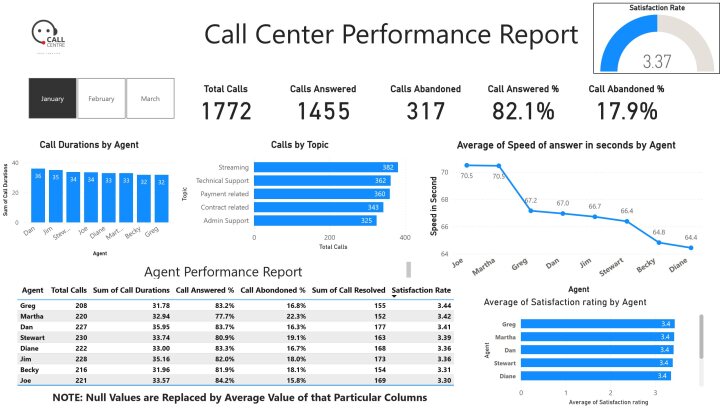 CALL
CENTRE
Call Center Performance Report
Satisfaction Rate
3.37
January February March
Total Calls Calls Answered Calls Abandoned Call Answered % Call Abandoned %
1772 1455 317 82.1% 17.9%
Call Durations by Agent
Sum of Call Durations
40
20
0
36 35 34 34 33 33 32 32
Dan Jim Stew... Joe Diane Mart... Becky Greg
Agent
Calls by Topic
Topic
Streaming 382
Technical Support 362
Payment related 360
Contract related 343
Admin Support 325
0 200 400
Total Calls
Average of Speed of answer in seconds by Agent
Speed in Second
70
68
66
64
70.5 70.5 67.2 67.0 66.7 66.4 64.8 64.4
Joe Martha Greg Dan Jim Stewart Becky Diane
Agent
Agent Performance Report
Agent Total Calls Sum of Call Durations Call Answered % Call Abondoned % Sum of Call Resolved Satisfaction Rate
Greg 208 31.78 83.2% 16.8% 155 3.44
Martha 220 32.94 77.7% 22.3% 152 3.42
Dan 227 35.95 83.7% 16.3% 177 3.41
Stewart 230 33.74 80.9% 19.1% 163 3.39
Diane 222 33.00 83.3% 16.7% 168 3.36
Jim 228 35.16 82.0% 18.0% 173 3.36
Becky 216 31.96 81.9% 18.1% 154 3.31
Joe 221 33.57 84.2% 15.8% 169 3.30
Average of Satisfaction rating by Agent
Agent
Greg 3.4
Martha 3.4
Dan 3.4
Stewart 3.4
Diane 3.4
0 1 2 3
Average of Satisfaction rating
NOTE: Null Values are Replaced by Average Value of that Particular Columns